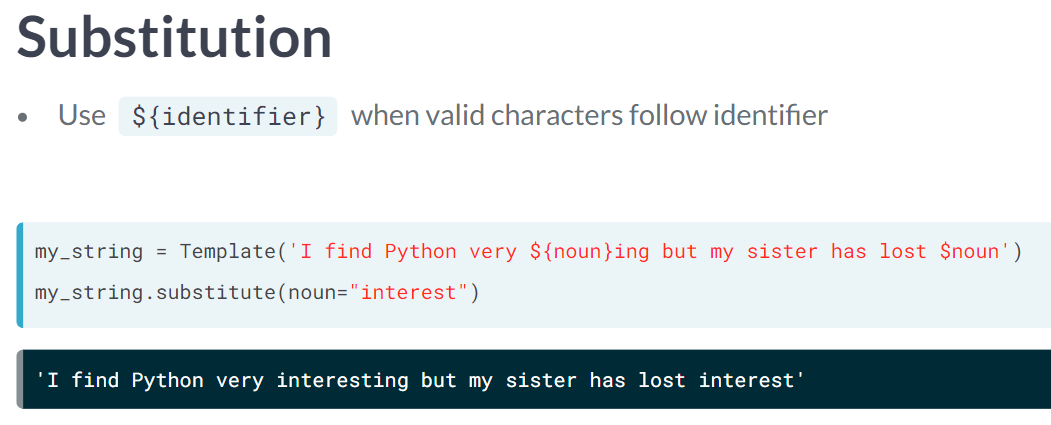 Substitution
• Use ${identifier} when valid characters follow identifier
my_string = Template('I find Python very ${noun}ing but my sister has lost $noun')
my_string.substitute(noun="interest")
'I find Python very interesting but my sister has lost interest'